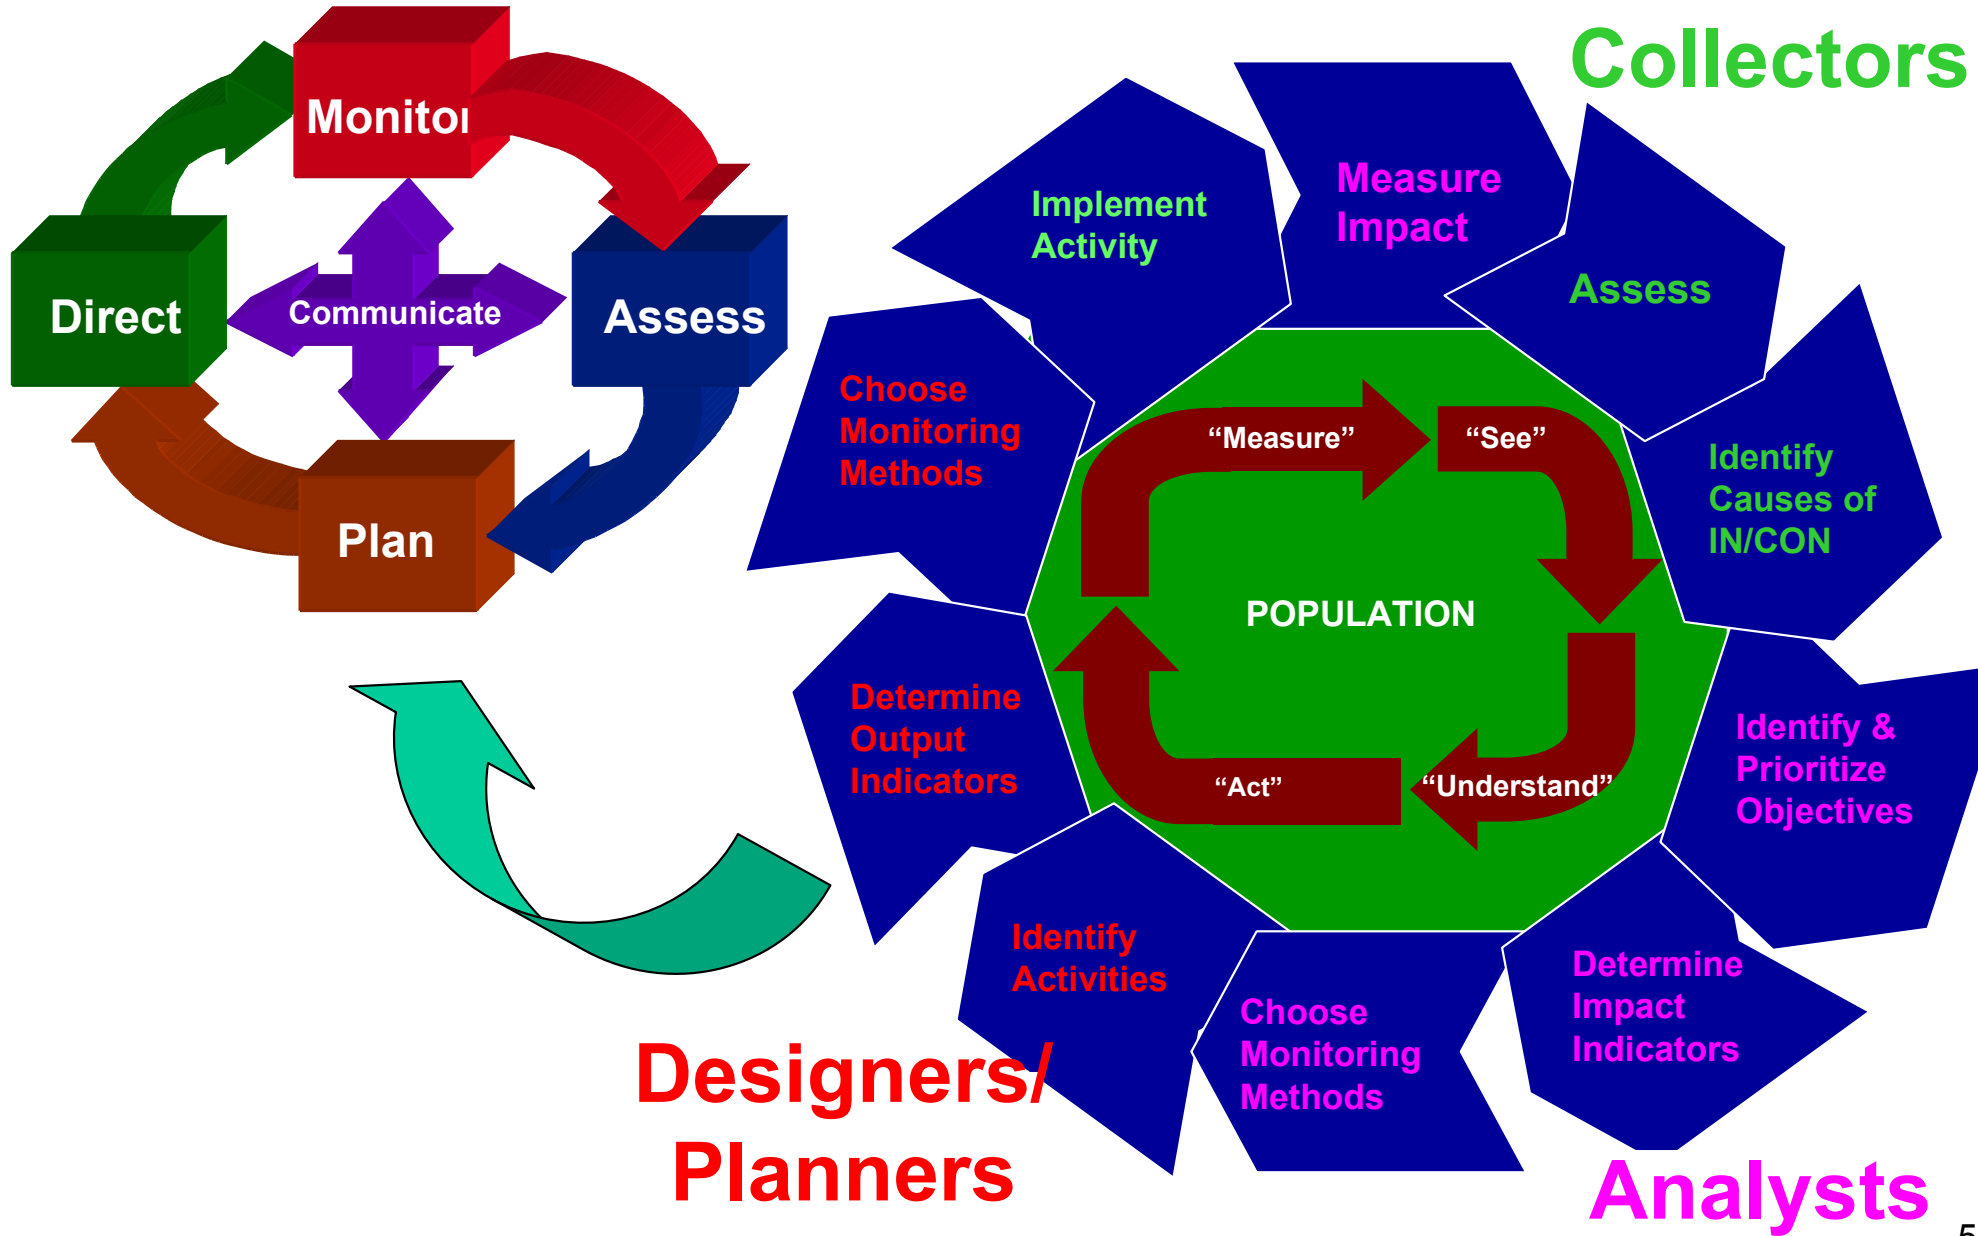 Monitor
Direct
Communicate
Assess
Plan
Collectors
Implement
Activity
Measure
Impact
Assess
Choose
Monitoring
Methods
Identify
Causes of
IN/CON
“Measure”
“See”
POPULATION
Determine
Output
Indicators
Identify &
Prioritize
Objectives
“Act”
“Understand”
Identify
Activities
Choose
Monitoring
Methods
Determine
Impact
Indicators
Designers/
Planners
Analysts
5